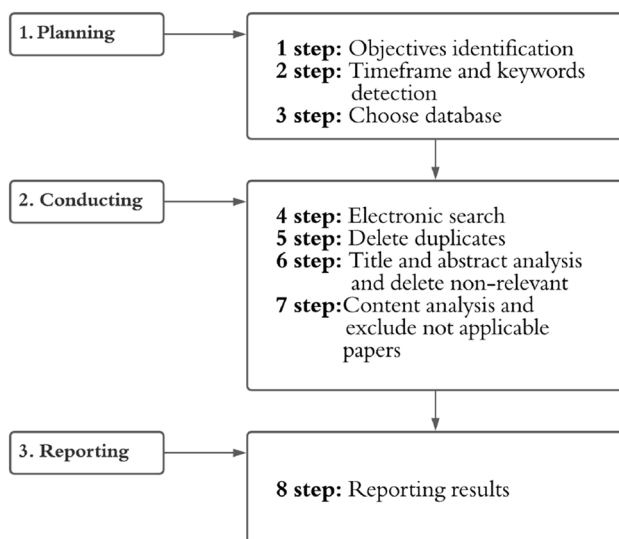 1. Planning
1 step: Objectives identification
2 step: Timeframe and keywords
detection
3 step: Choose database
2. Conducting
4 step: Electronic search
5 step: Delete duplicates
6 step: Title and abstract analysis
and delete non-relevant
7 step:Content analysis and
exclude not applicable
papers
3. Reporting
8 step: Reporting results